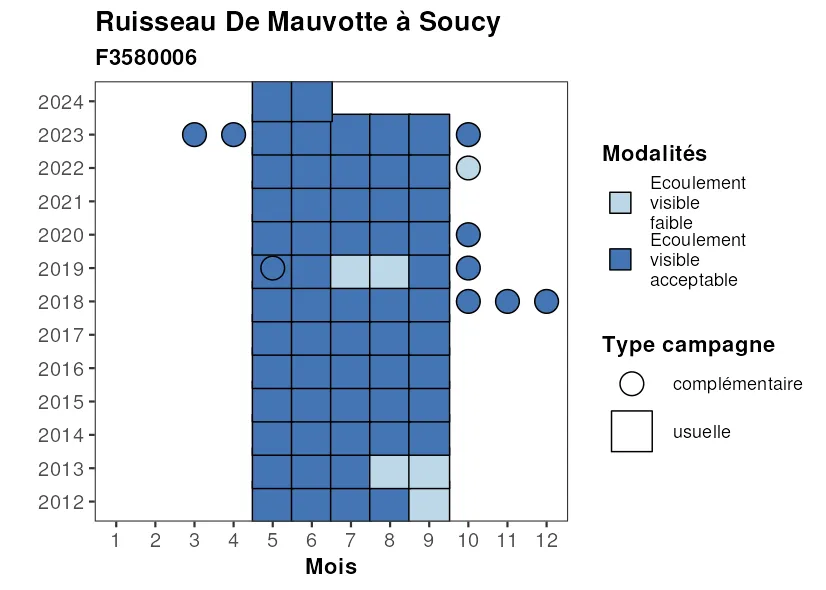 Ruisseau De Mauvotte à Soucy
F3580006
2024
2023
2022
2021
2020
2019
2018
2017
2016
2015
2014
2013
2012
1 2 3 4 5 6 7 8 9 10 11 12
Mois
Modalités
Ecoulement
visible
faible
Ecoulement
visible
acceptable
Type campagne
complémentaire
usuelle